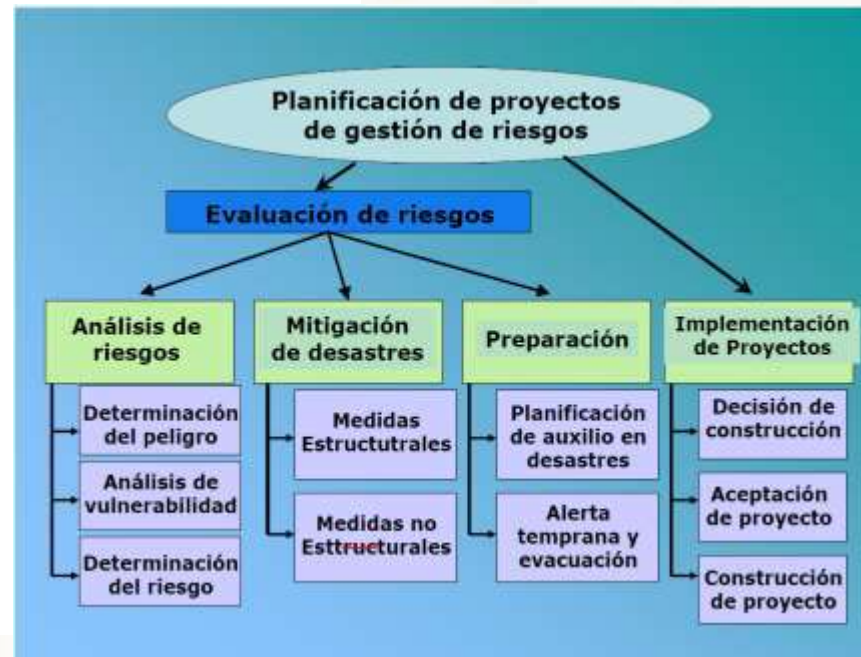 Planificación de proyectos
de gestión de riesgos
Evaluación de riesgos
Análisis de
riesgos
Determinación
del peligro
Análisis de
vulnerabilidad
Determinación
del riesgo
Mitigación
de desastres
Medidas
Estructutrales
Medidas no
Esttructurales
Preparación
Planificación
de auxilio en
desastres
Alerta
temprana y
evacuación
Implementación
de Proyectos
Decisión de
construcción
Aceptación
de proyecto
Construcción
de proyecto